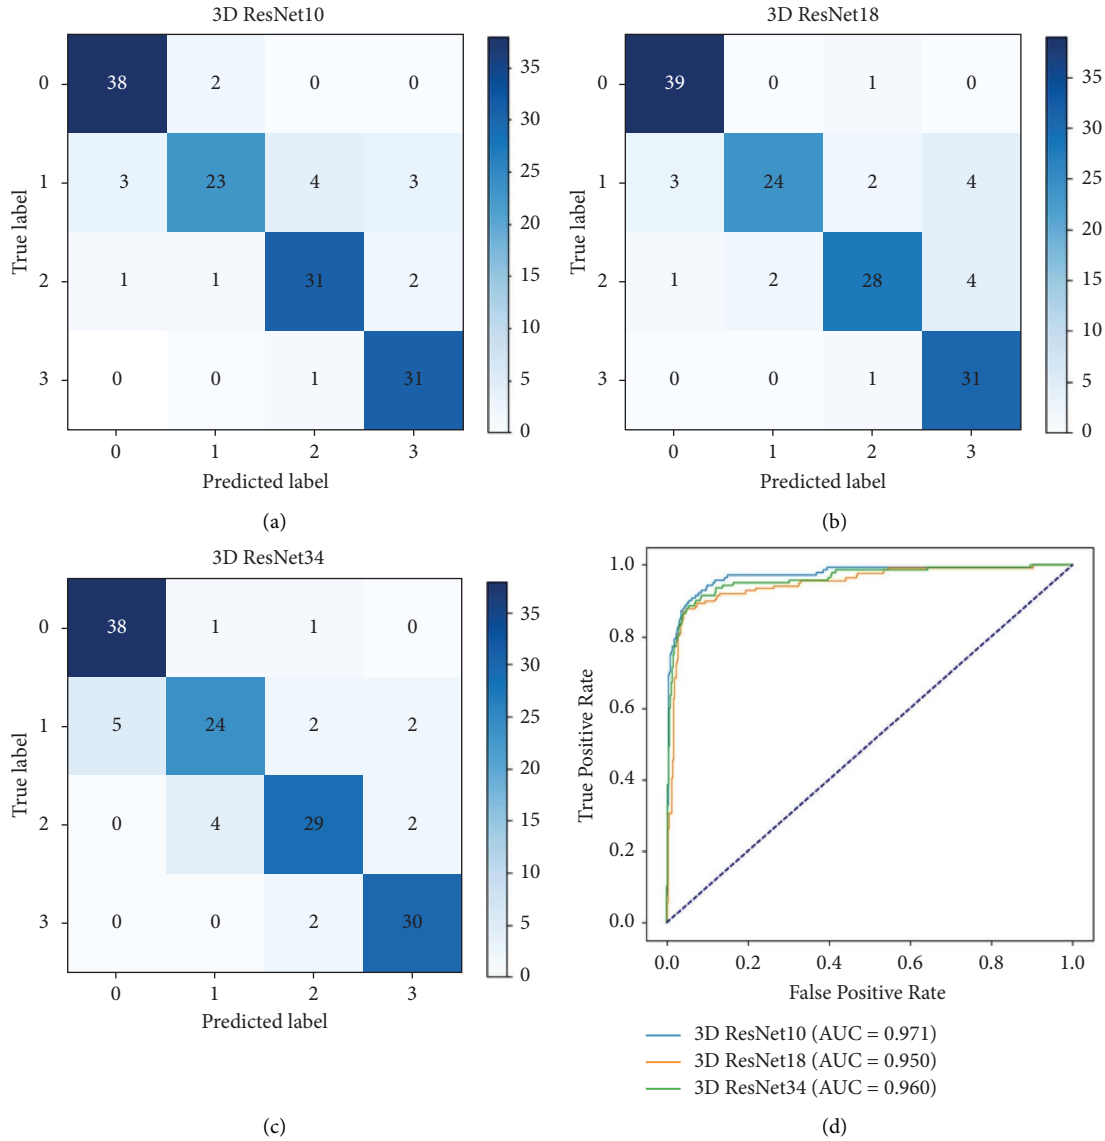 3D ResNet10
0 38 2 0 0 35
30
1 3 23 4 3 25
True label
20
2 1 1 31 2 15
10
3 0 0 1 31 5
0
0 1 2 3
Predicted label
(a)
3D ResNet18
0 39 0 1 0 35
30
1 3 24 2 4 25
True label
20
2 1 2 28 4 15
10
3 0 0 1 31 5
0
0 1 2 3
Predicted label
(b)
3D ResNet34
0 38 1 1 0 35
30
1 5 24 2 2 25
True label
20
2 0 4 29 2 15
10
3 0 0 2 30 5
0
0 1 2 3
Predicted label
(c)
1.0
0.8
0.6
True Positive Rate
0.4
0.2
0.0
0.0 0.2 0.4 0.6 0.8 1.0
False Positive Rate
3D ResNet10 (AUC = 0.971)
3D ResNet18 (AUC = 0.950)
3D ResNet34 (AUC = 0.960)
(d)